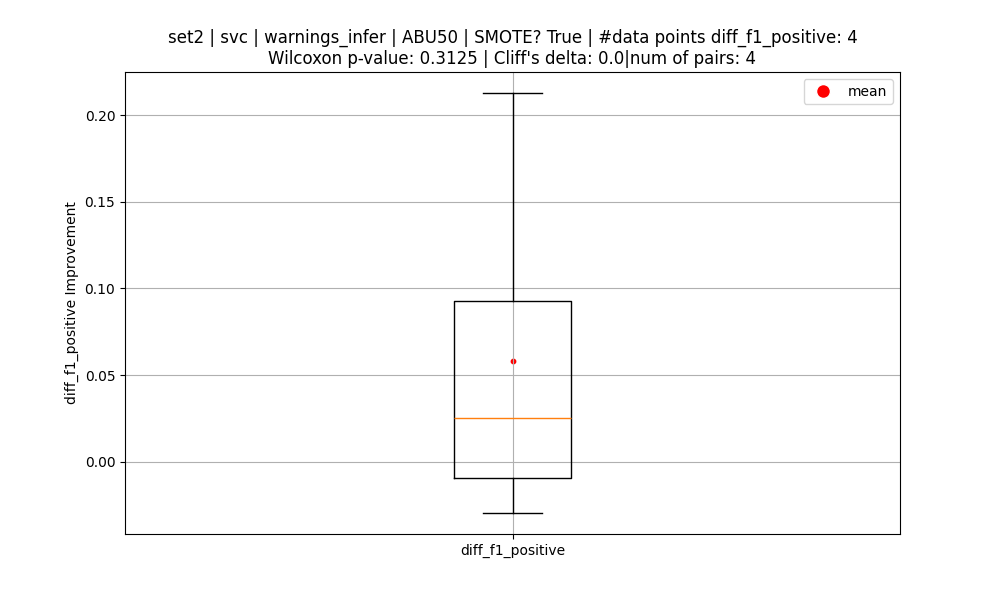 set2 | svc | warnings_infer | ABU50 | SMOTE? True | #data points diff_f1_positive: 4
Wilcoxon p-value: 0.3125 | Cliff's delta: 0.0|num of pairs: 4
mean
0.20
0.15
0.10
0.05
0.00
diff_f1_positive Improvement
diff_f1_positive